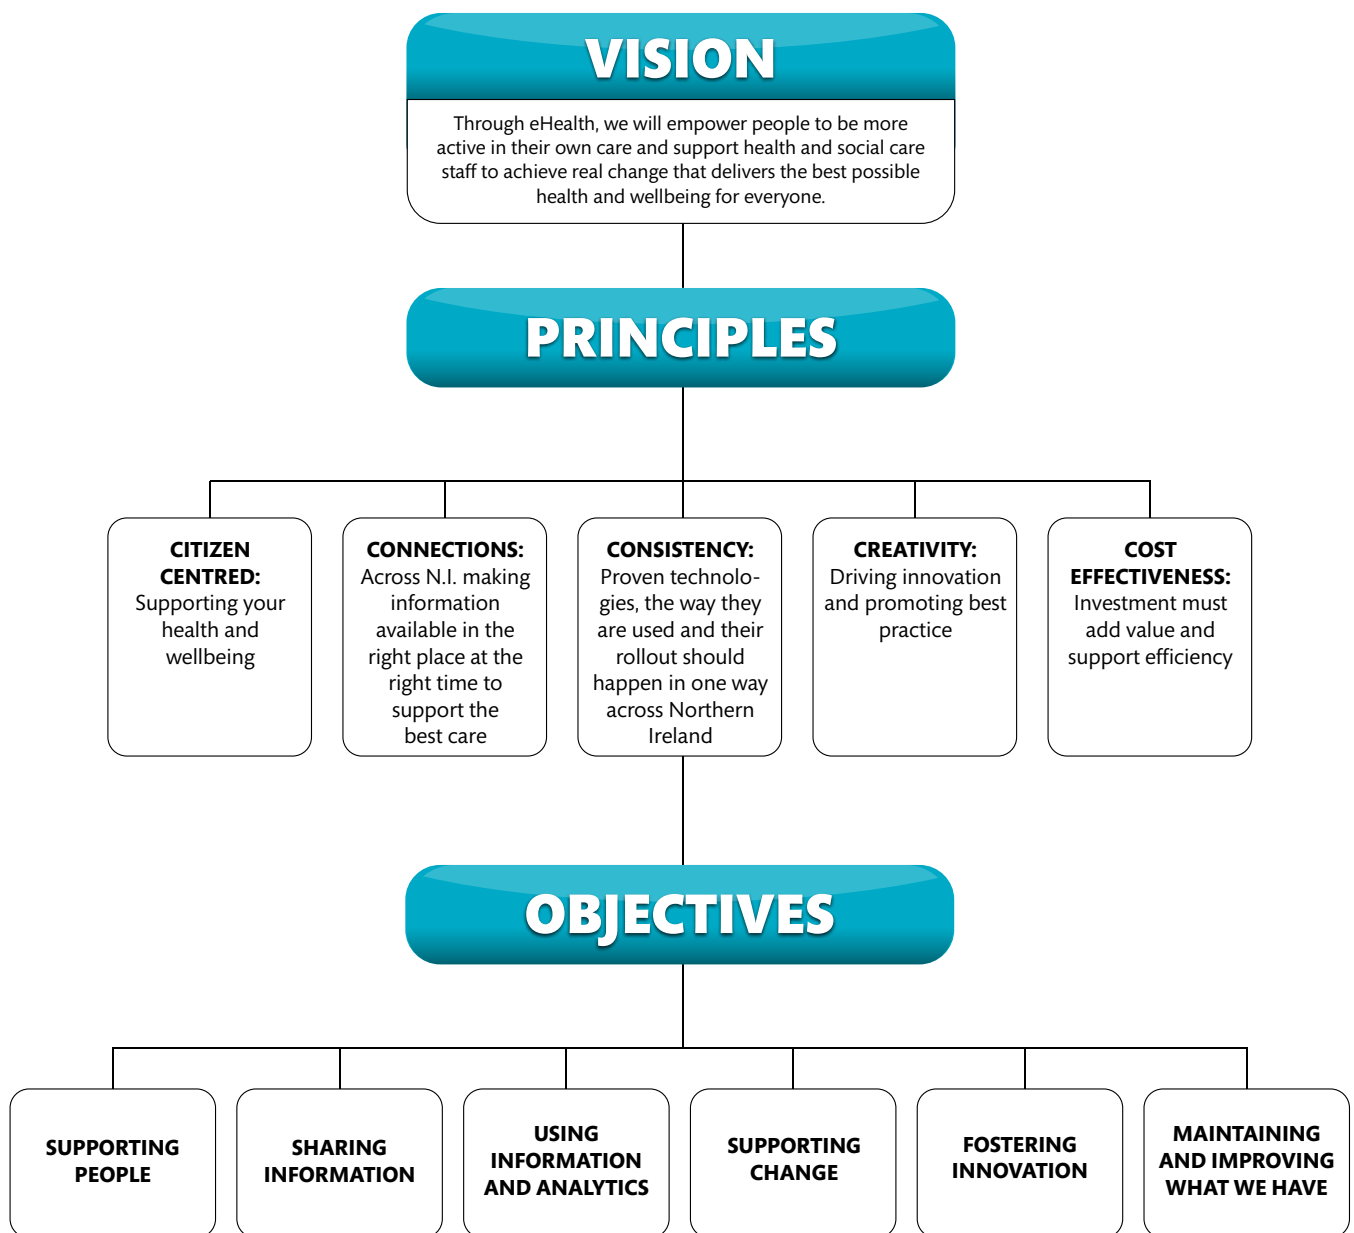 VISION
Through eHealth, we will empower people to be more
active in their own care and support health and social care
staff to achieve real change that delivers the best possible
health and wellbeing for everyone.
PRINCIPLES
CITIZEN
CENTRED:
Supporting your
health and
wellbeing
CONNECTIONS:
Across N.I. making
information
available in the
right place at the
right time to
support the
best care
CONSISTENCY:
Proven technolo-
gies, the way they
are used and their
rollout should
happen in one way
across Northern
Ireland
CREATIVITY:
Driving innovation
and promoting best
practice
COST
EFFECTIVENESS:
Investment must
add value and
support efficiency
OBJECTIVES
SUPPORTING
PEOPLE
SHARING
INFORMATION
USING
INFORMATION
AND ANALYTICS
SUPPORTING
CHANGE
FOSTERING
INNOVATION
MAINTAINING
AND IMPROVING
WHAT WE HAVE